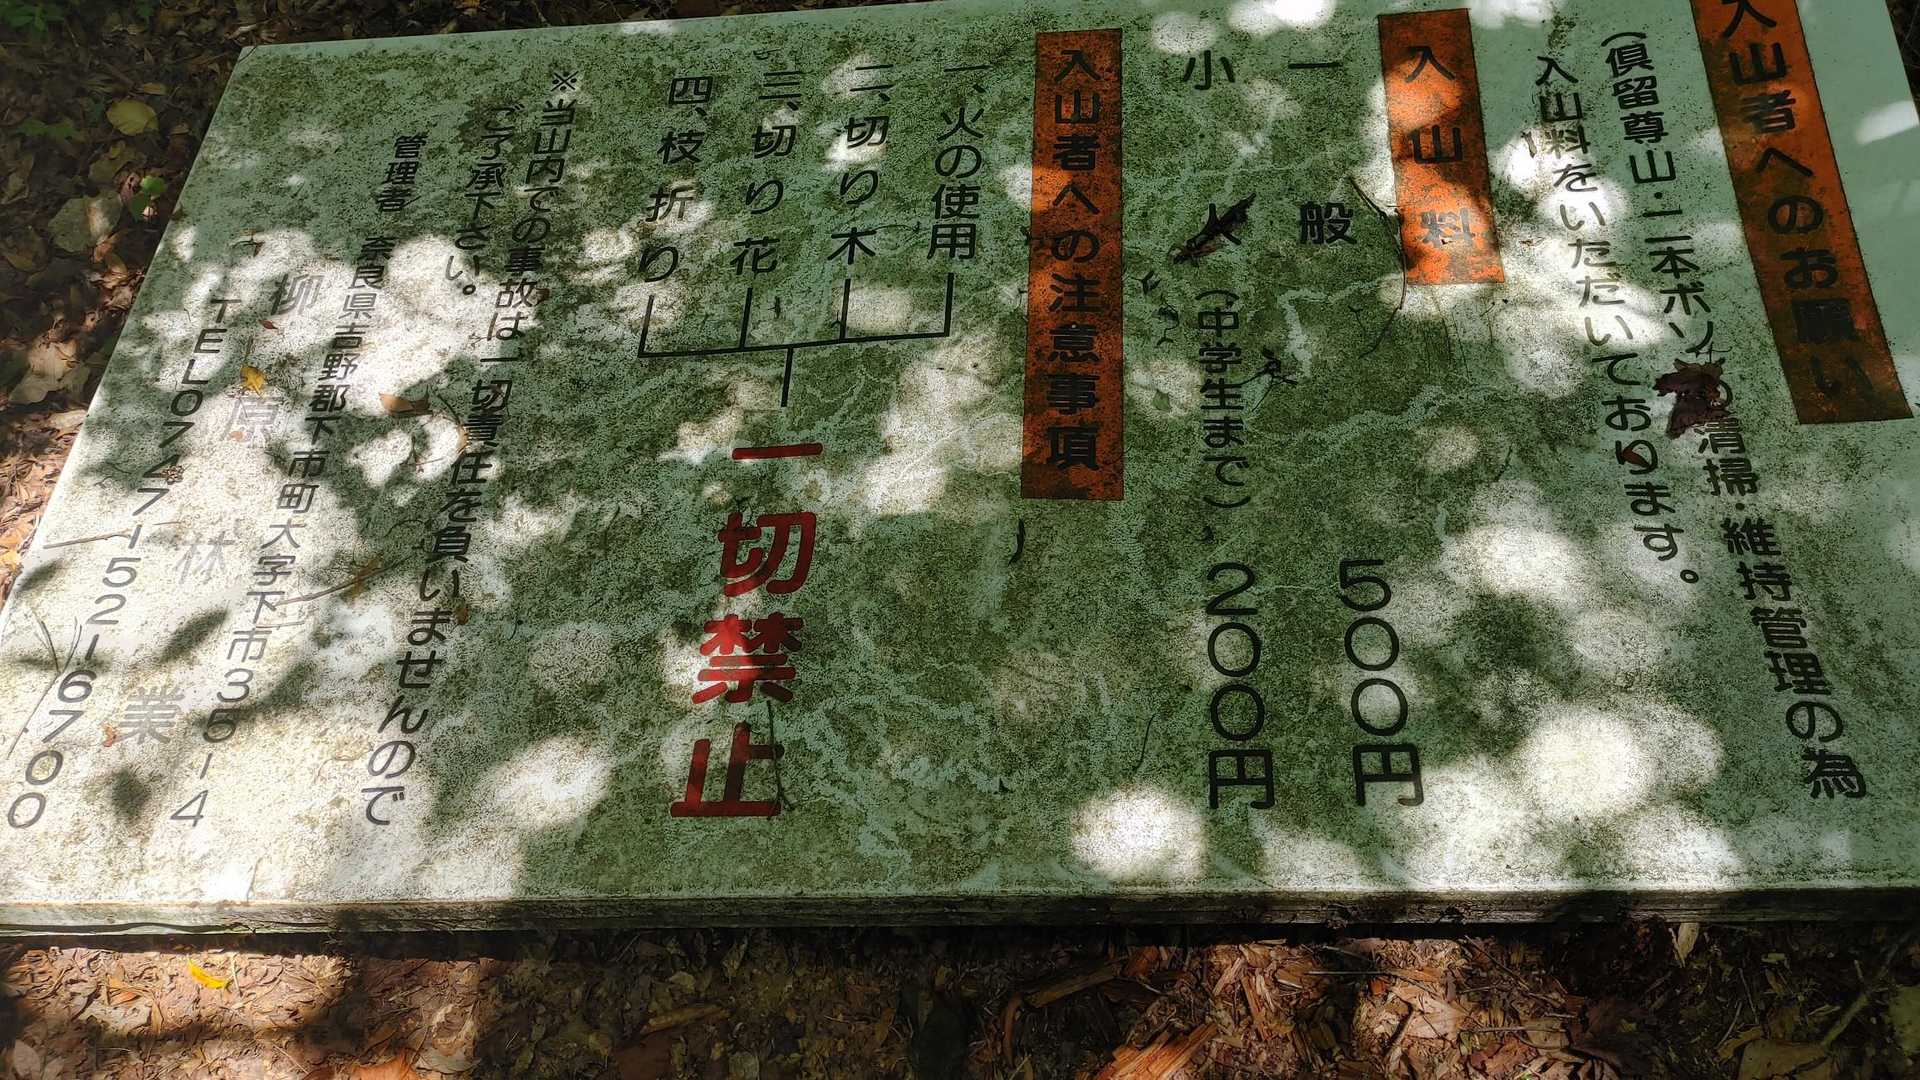 入山者へのお願い
(倶留尊山・二本ボソの清掃・維持管理の為
入山料をいただいております。
入山料
一般 500円
小人(中学生まで) 200円
入山者への注意事項
一、火の使用
二、切り木
三、切り花
四、枝折り
一切禁止
※当山内での事故は一切責任を負いませんので
ご了承下さい。
管理者 奈良県吉野郡下市町大字下市35-4
柳原林業
TEL07477-52-6700